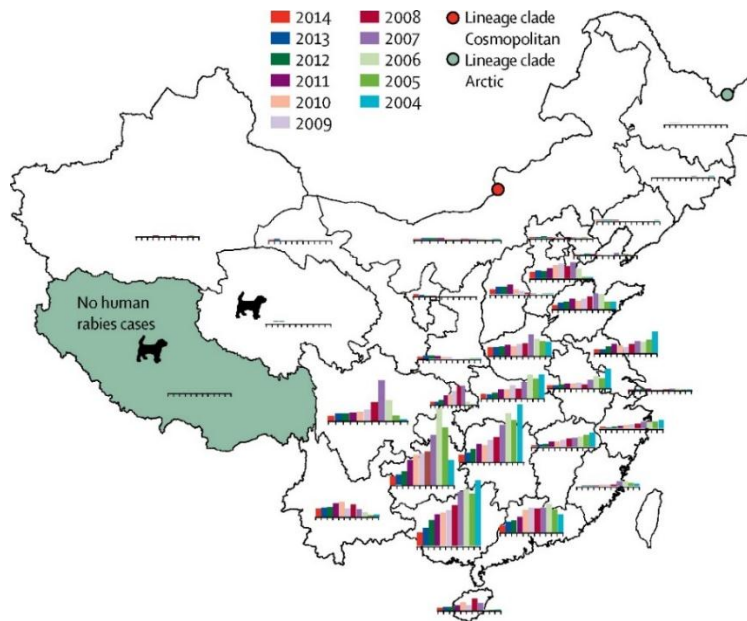 2014
2013
2012
2011
2010
2009
2008
2007
2006
2005
2004
Lineage clade
Cosmopolitan
Lineage clade
Arctic
No human
rabies cases